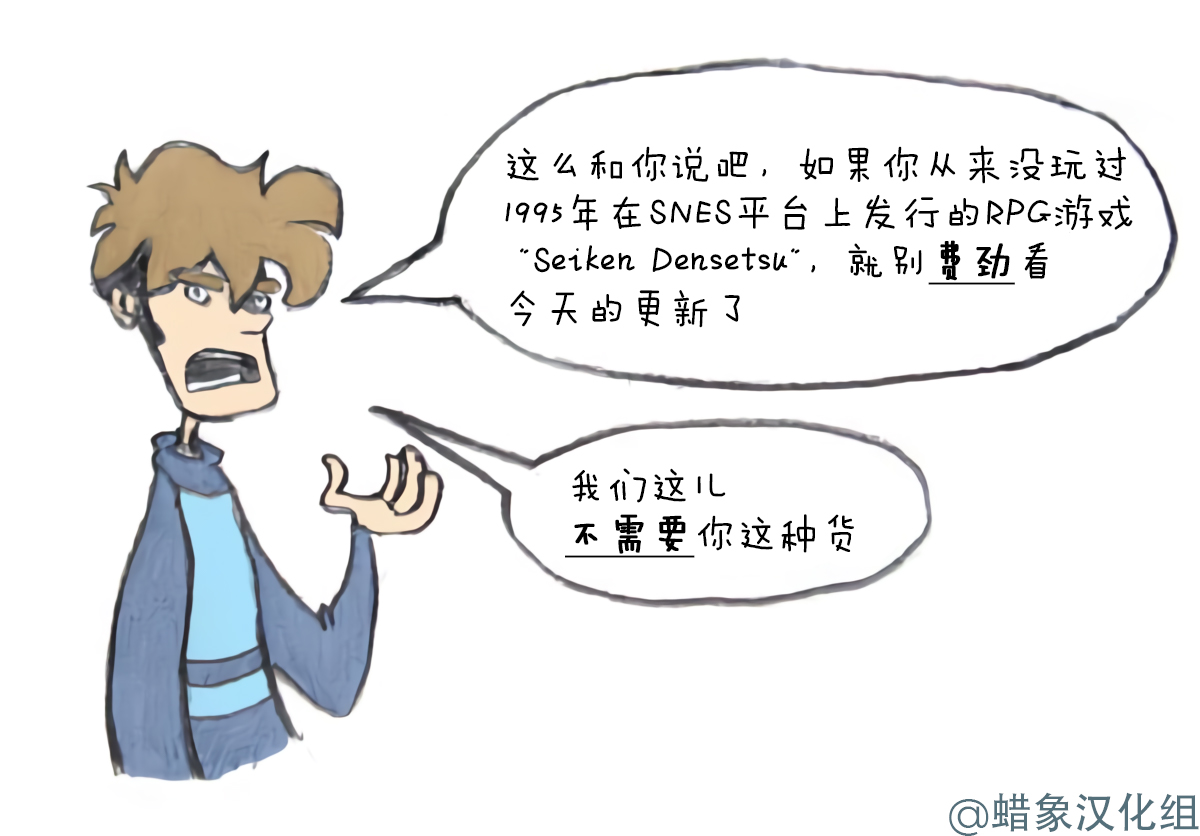 这么和你说吧，如果你从来没玩过
1995年在SNES平台上发行的RPG游戏
“Seiken Densetsu”，就别费劲看
今天的更新了
我们这儿
不需要你这种货
@蜡象汉化组